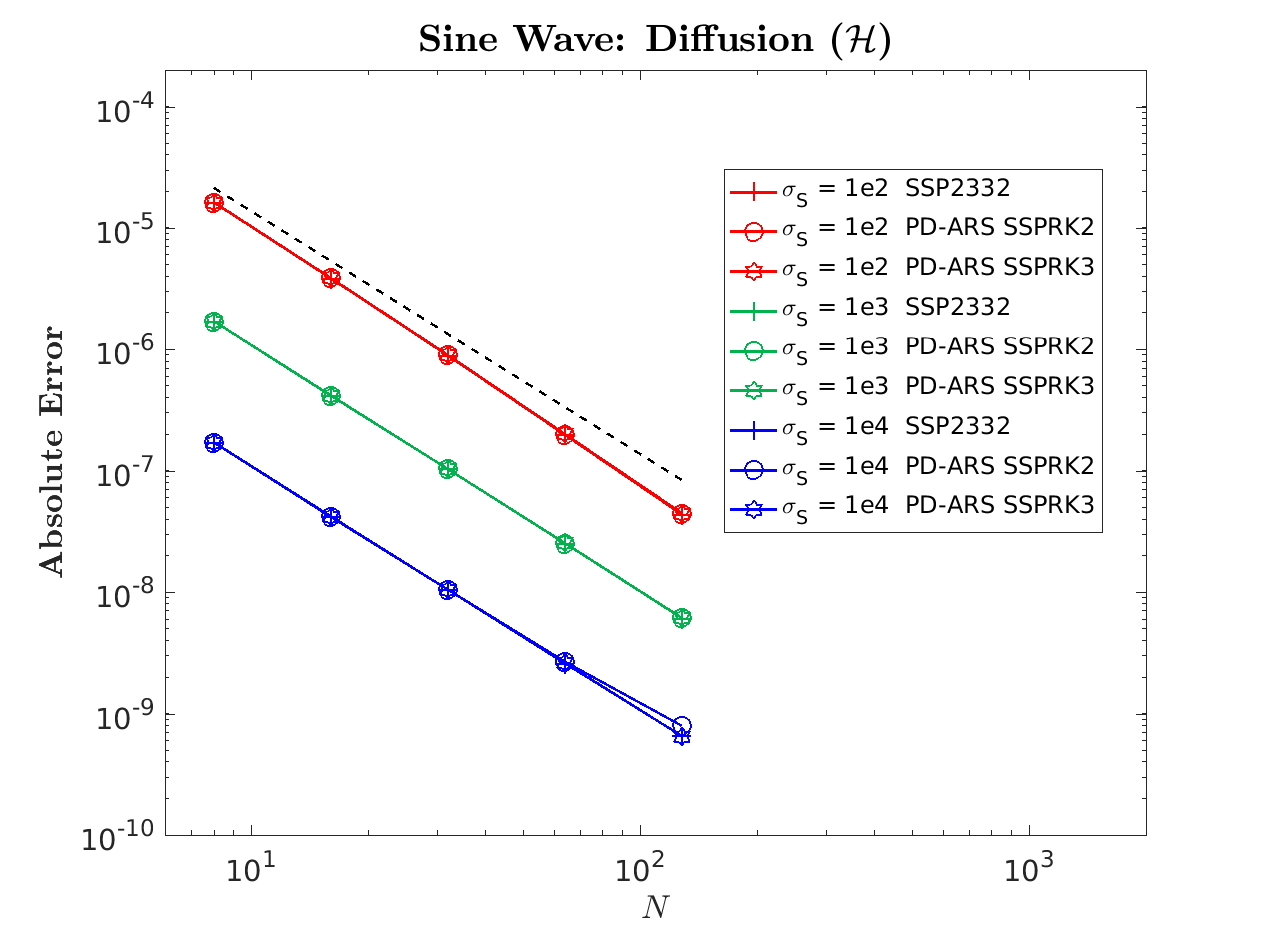 Sine Wave: Diffusion (ℋ)
10^-4
10^-5
10^-6
10^-7
10^-8
10^-9
10^-10
Absolute Error
σ_S = 1e2 SSP2332
σ_S = 1e2 PD-ARS SSPRK2
σ_S = 1e2 PD-ARS SSPRK3
σ_S = 1e3 SSP2332
σ_S = 1e3 PD-ARS SSPRK2
σ_S = 1e3 PD-ARS SSPRK3
σ_S = 1e4 SSP2332
σ_S = 1e4 PD-ARS SSPRK2
σ_S = 1e4 PD-ARS SSPRK3
10^1 10^2 10^3
N